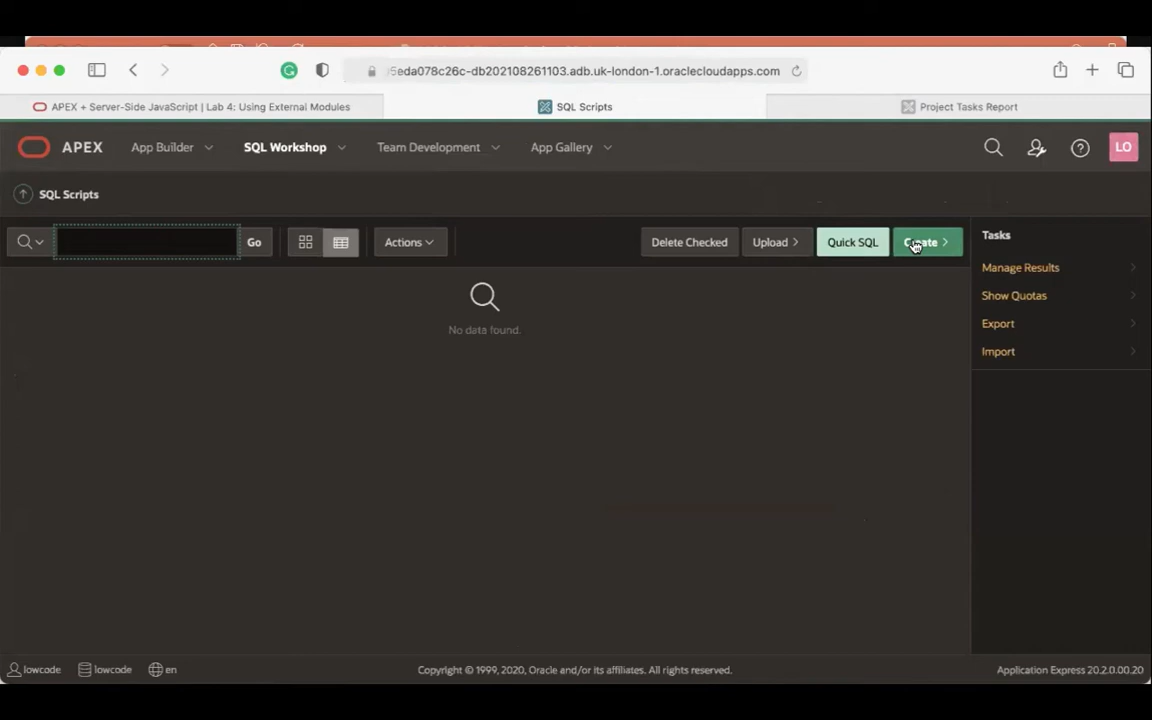 5eda078c26c-db202108261103.adb.uk-london-1.oraclecloudapps.com
APEX + Server-Side JavaScript | Lab 4: Using External Modules
SQL Scripts
Project Tasks Report
APEX
App Builder
SQL Workshop
Team Development
App Gallery
LO
SQL Scripts
Go
Actions
Delete Checked
Upload
Quick SQL
Create
Tasks
Manage Results
Show Quotas
Export
Import
No data found.
lowcode
lowcode
en
Copyright © 1999, 2020, Oracle and/or its affiliates. All rights reserved.
Application Express 20.2.0.00.20